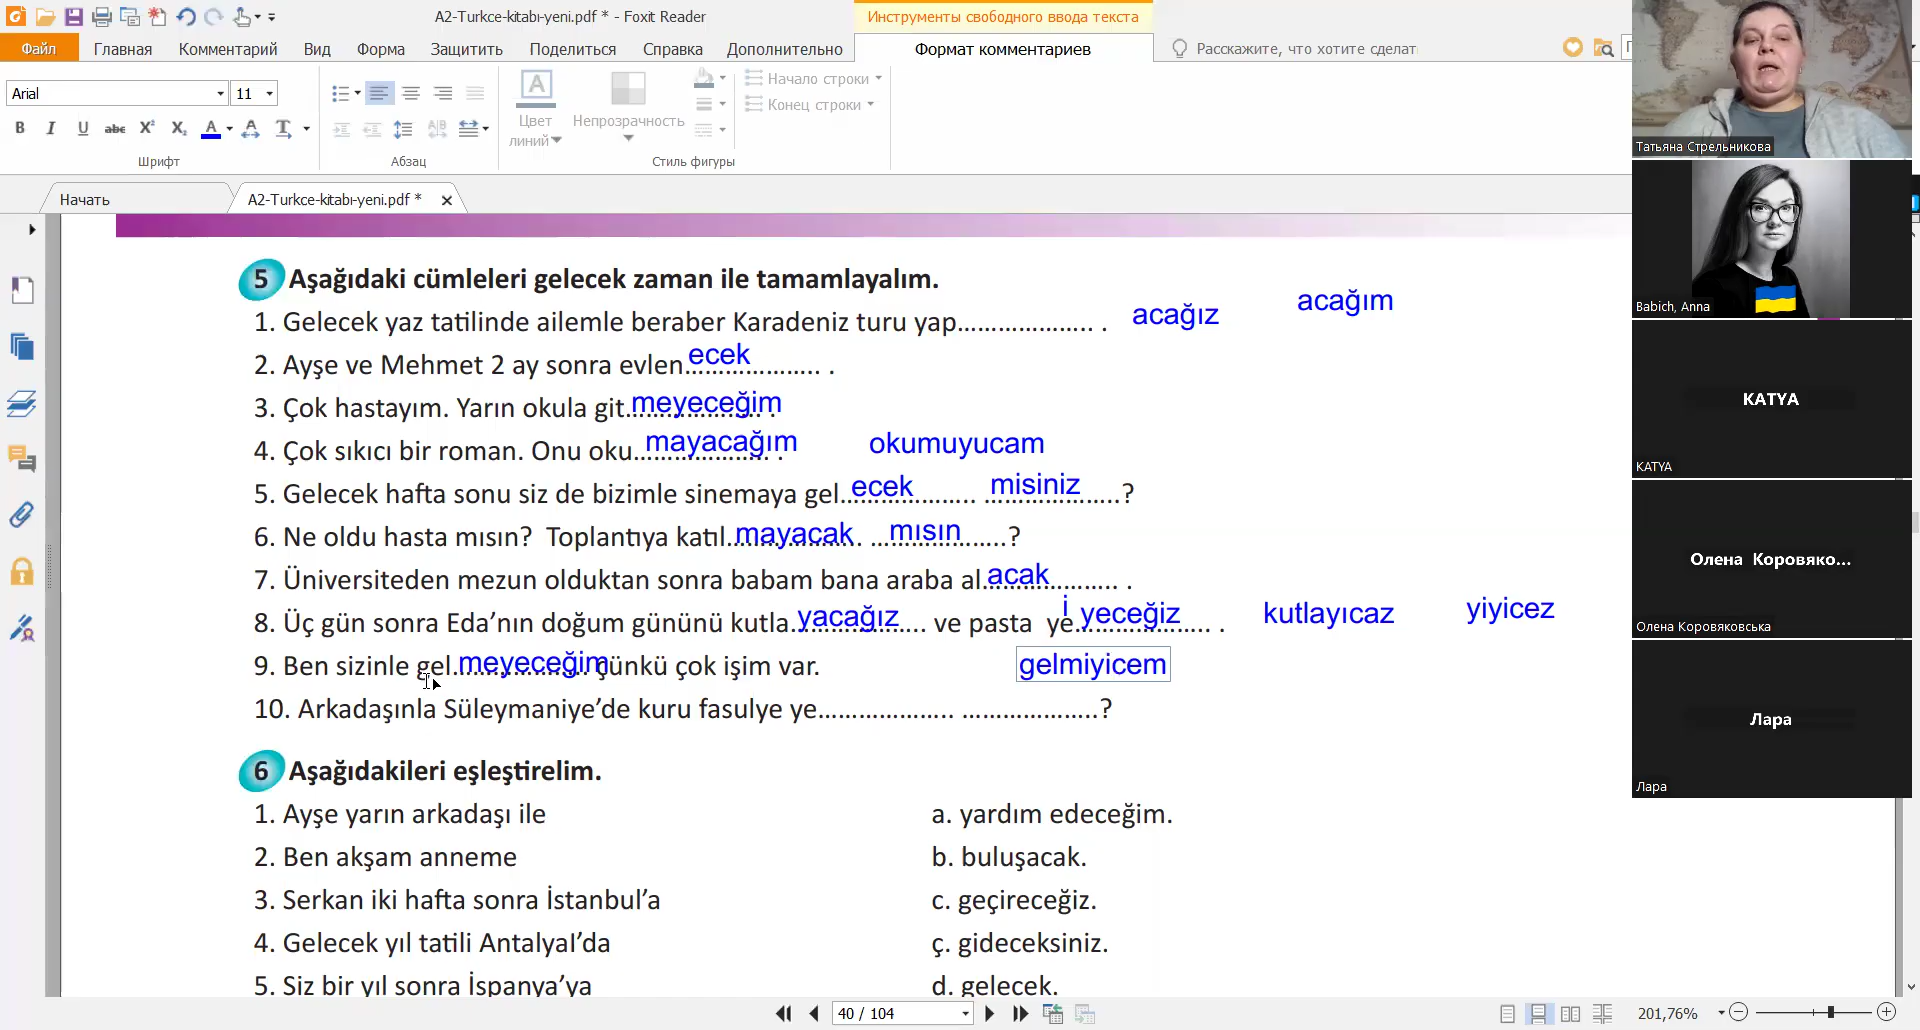 A2-Turkce-kitabı-yeni.pdf * - Foxit Reader
Инструменты свободного ввода текста
Файл Главная Комментарий Вид Форма Защитить Поделиться Справка Дополнительно Формат комментариев Расскажите, что хотите сделат
Arial 11
Начало строки
Конец строки
Цвет линий
Непрозрачность
Шрифт Абзац Стиль фигуры
Начать A2-Turkce-kitabı-yeni.pdf *
5 Aşağıdaki cümleleri gelecek zaman ile tamamlayalım.
1. Gelecek yaz tatilinde ailemle beraber Karadeniz turu yap.................... . acağız acağım
2. Ayşe ve Mehmet 2 ay sonra evlen.................... . ecek
3. Çok hastayım. Yarın okula git.................... . meyeceğim
4. Çok sıkıcı bir roman. Onu oku.................... . mayacağım okumuyucam
5. Gelecek hafta sonu siz de bizimle sinemaya gel.................... ....................? ecek misiniz
6. Ne oldu hasta mısın? Toplantıya katıl.................... ....................? mayacak mısın
7. Üniversiteden mezun olduktan sonra babam bana araba al.................... . acak
8. Üç gün sonra Eda’nın doğum gününü kutla.................... ve pasta ye.................... . yacağız i yeceğiz kutlayıcaz yiyicez
9. Ben sizinle gel.................... çünkü çok işim var. meyeceğim gelmiyicem
10. Arkadaşınla Süleymaniye’de kuru fasulye ye.................... ....................?
6 Aşağıdakileri eşleştirelim.
1. Ayşe yarın arkadaşı ile a. yardım edeceğim.
2. Ben akşam anneme b. buluşacak.
3. Serkan iki hafta sonra İstanbul’a c. geçireceğiz.
4. Gelecek yıl tatili Antalyal’da ç. gideceksiniz.
5. Siz bir yıl sonra İspanya’ya d. gelecek.
40 / 104
201,76%
Татьяна Стрельникова
Babich, Anna
KATYA
KATYA
Олена Коровяко...
Олена Коровяковська
Лара
Лара